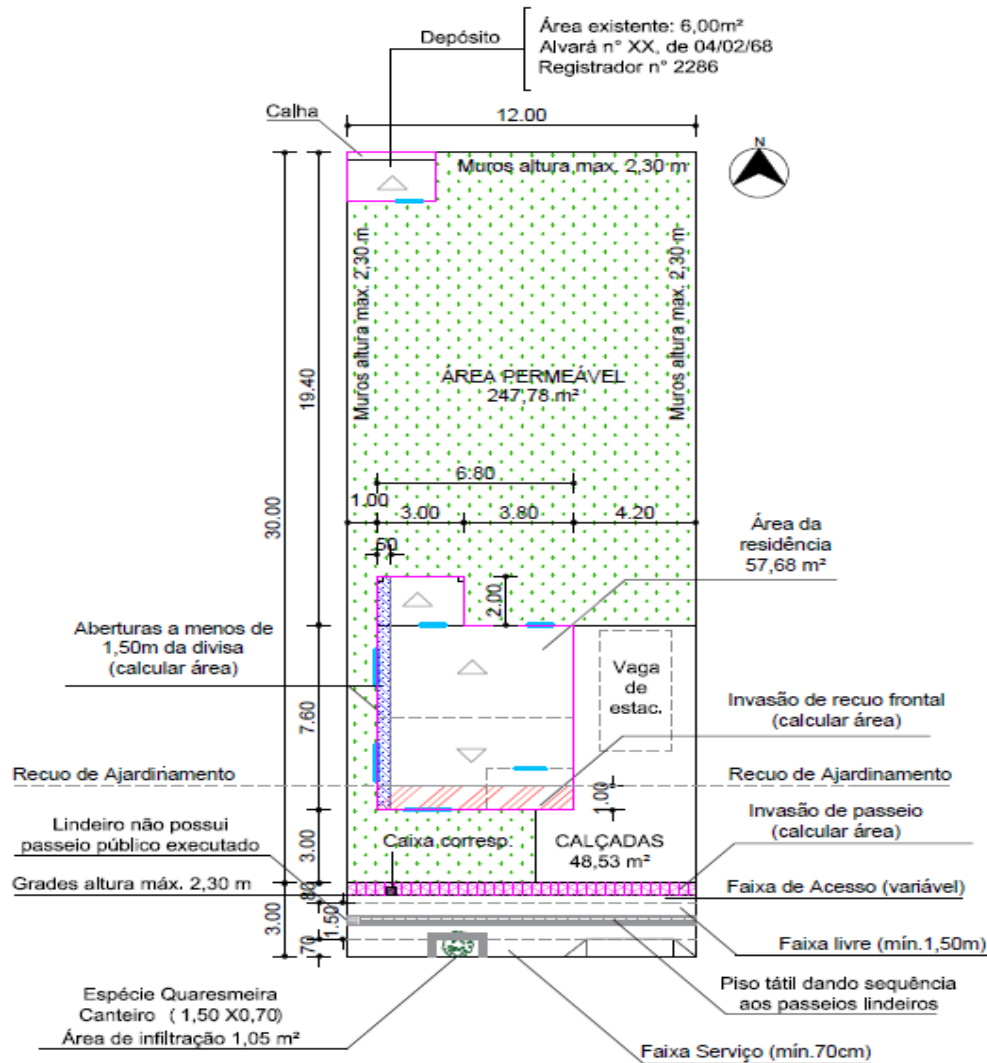 Depósito
Área existente: 6,00m²
Alvará n° XX, de 04/02/68
Registrador n° 2286
Calha
12.00
N
Muros altura max. 2,30 m
Muros altura max. 2,30 m
Muros altura max. 2,30 m
19.40
30.00
ÁREA PERMEÁVEL
247,78 m²
6.80
1.00
3.00
3.80
4.20
.50
2.00
Área da
residência
57,68 m²
Aberturas a menos de
1,50m da divisa
(calcular área)
7.60
Vaga
de
estac.
Invasão de recuo frontal
(calcular área)
Recuo de Ajardinamento
Recuo de Ajardinamento
1.00
Lindeiro não possui
passeio público executado
3.00
Caixa corresp.
CALÇADAS
48,53 m²
Invasão de passeio
(calcular área)
Grades altura máx. 2,30 m
Faixa de Acesso (variável)
3.00
.80
1.50
.70
Faixa livre (mín.1,50m)
Piso tátil dando sequência
aos passeios lindeiros
Espécie Quaresmeira
Canteiro ( 1,50 X0,70)
Área de infiltração 1,05 m²
Faixa Serviço (mín.70cm)